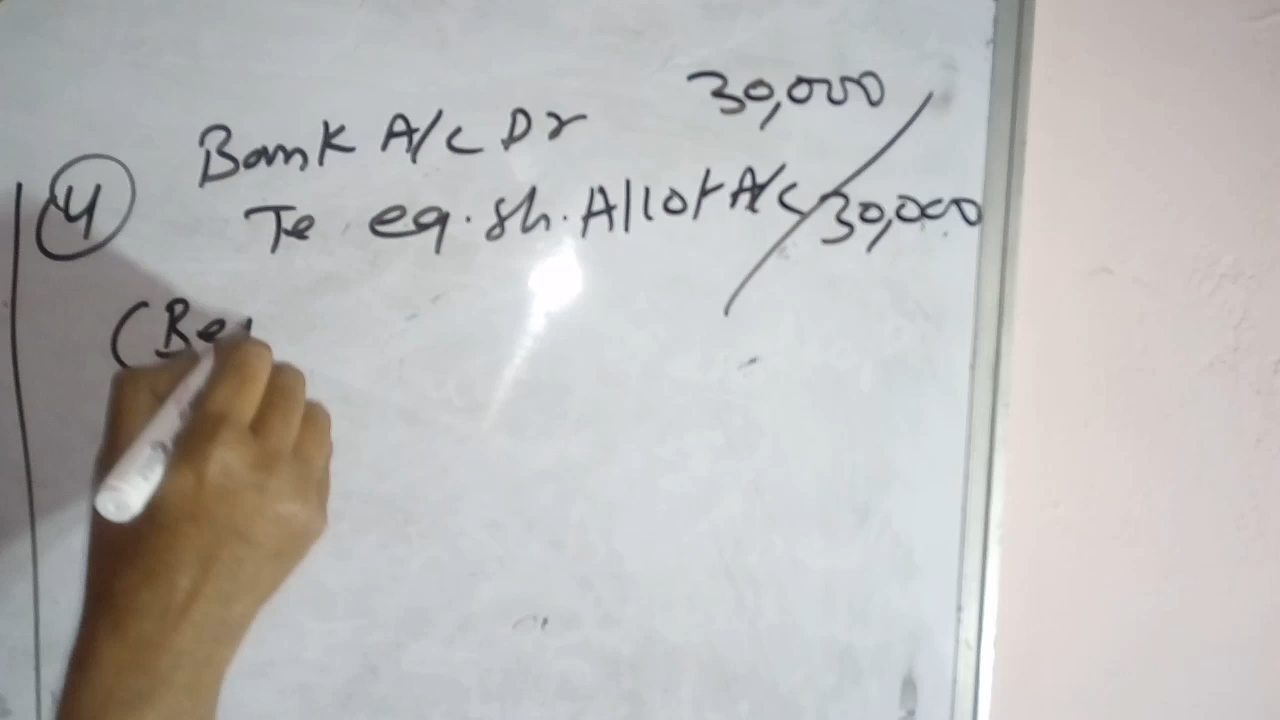 Bank A/C Dr 30,000
④ To eq. sh. Allot A/C 30,000
(Be